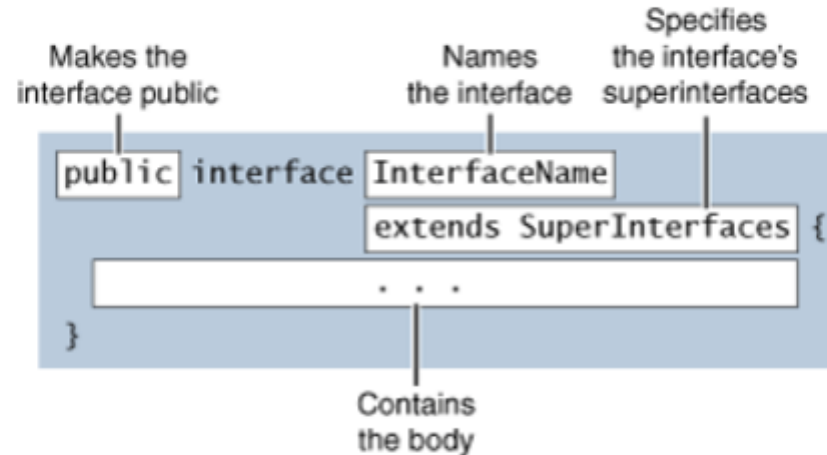 Makes the
interface public
Names
the interface
Specifies
the interface's
superinterfaces
public interface InterfaceName
extends SuperInterfaces {
. . .
}
Contains
the body